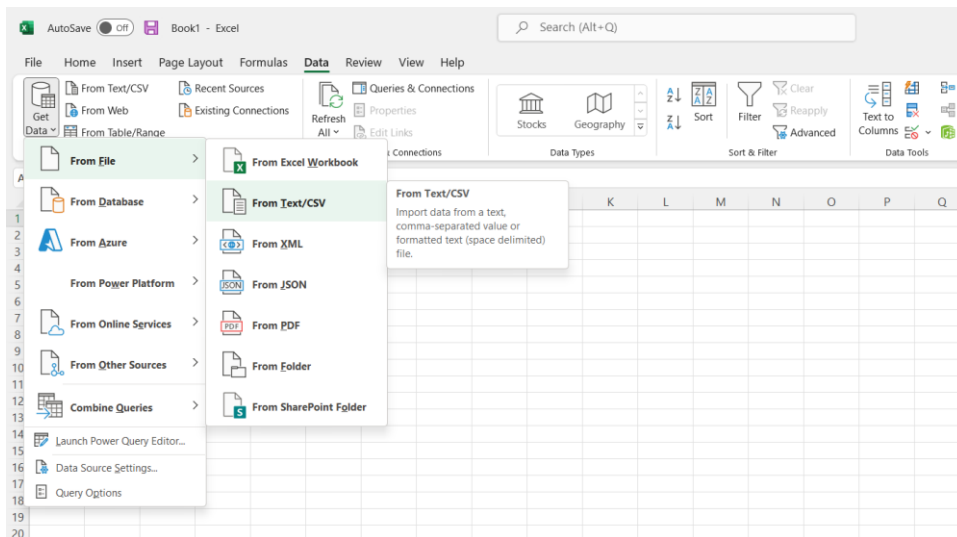 AutoSave Off Book1 - Excel Search (Alt+Q)
File Home Insert Page Layout Formulas Data Review View Help
Get Data
From Text/CSV
From Web
From Table/Range
Recent Sources
Existing Connections
Refresh All
Queries & Connections
Properties
Edit Links
Connections
Stocks
Geography
Data Types
Sort
Filter
Clear
Reapply
Advanced
Sort & Filter
Text to Columns
Data Tools
From File
From Database
From Azure
From Power Platform
From Online Services
From Other Sources
Combine Queries
Launch Power Query Editor...
Data Source Settings...
Query Options
From Excel Workbook
From Text/CSV
From XML
JSON From JSON
PDF From PDF
From Folder
From SharePoint Folder
From Text/CSV
Import data from a text,
comma-separated value or
formatted text (space delimited)
file.
K L M N O P Q
1
2
3
4
5
6
7
8
9
10
11
12
13
14
15
16
17
18
19
20